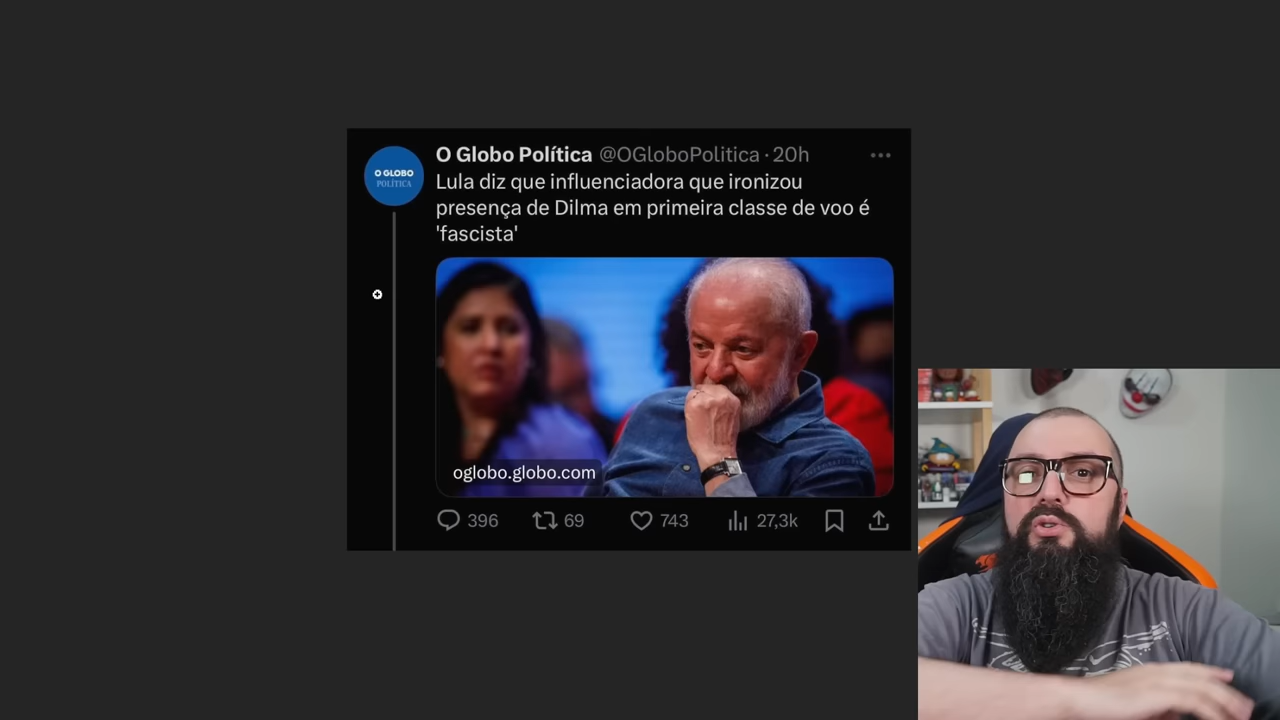 O GLOBO
POLÍTICA
O Globo Política @OGloboPolitica · 20h
Lula diz que influenciadora que ironizou
presença de Dilma em primeira classe de voo é
'fascista'
oglobo.globo.com
396 69 743 27,3k